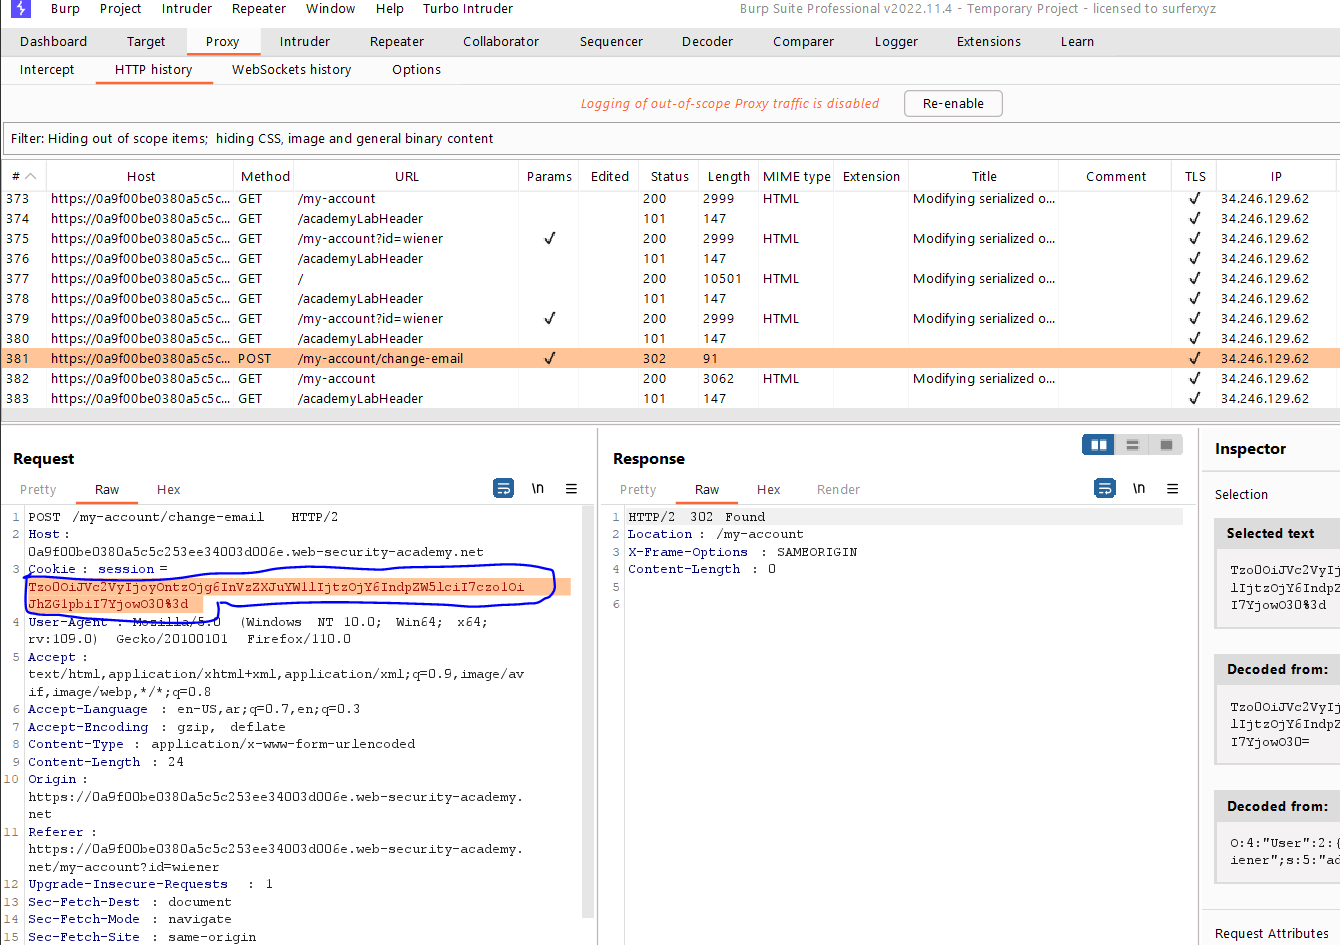 Burp Project Intruder Repeater Window Help Turbo Intruder Burp Suite Professional v2022.11.4 - Temporary Project - licensed to surferxyz
Dashboard Target Proxy Intruder Repeater Collaborator Sequencer Decoder Comparer Logger Extensions Learn
Intercept HTTP history WebSockets history Options
Logging of out-of-scope Proxy traffic is disabled Re-enable
Filter: Hiding out of scope items; hiding CSS, image and general binary content
# Host Method URL Params Edited Status Length MIME type Extension Title Comment TLS IP
373 https://0a9f00be0380a5c5c... GET /my-account 200 2999 HTML Modifying serialized o... ✓ 34.246.129.62
374 https://0a9f00be0380a5c5c... GET /academyLabHeader 101 147 ✓ 34.246.129.62
375 https://0a9f00be0380a5c5c... GET /my-account?id=wiener ✓ 200 2999 HTML Modifying serialized o... ✓ 34.246.129.62
376 https://0a9f00be0380a5c5c... GET /academyLabHeader 101 147 ✓ 34.246.129.62
377 https://0a9f00be0380a5c5c... GET / 200 10501 HTML Modifying serialized o... ✓ 34.246.129.62
378 https://0a9f00be0380a5c5c... GET /academyLabHeader 101 147 ✓ 34.246.129.62
379 https://0a9f00be0380a5c5c... GET /my-account?id=wiener ✓ 200 2999 HTML Modifying serialized o... ✓ 34.246.129.62
380 https://0a9f00be0380a5c5c... GET /academyLabHeader 101 147 ✓ 34.246.129.62
381 https://0a9f00be0380a5c5c... POST /my-account/change-email ✓ 302 91 ✓ 34.246.129.62
382 https://0a9f00be0380a5c5c... GET /my-account 200 3062 HTML Modifying serialized o... ✓ 34.246.129.62
383 https://0a9f00be0380a5c5c... GET /academyLabHeader 101 147 ✓ 34.246.129.62
Request
Pretty Raw Hex \n
1 POST /my-account/change-email HTTP/2
2 Host :
0a9f00be0380a5c5c253ee34003d006e.web-security-academy.net
3 Cookie : session =
Tzo0OiJVc2VyIjoyOntzOjg6InVzZXJuYW1lIjtzOjY6IndpZW5lciI7czo1Oi
JhZG1pbiI7YjowO30%3d
4 User-Agent : Mozilla/5.0 (Windows NT 10.0; Win64; x64;
rv:109.0) Gecko/20100101 Firefox/110.0
5 Accept :
text/html,application/xhtml+xml,application/xml;q=0.9,image/av
if,image/webp,*/*;q=0.8
6 Accept-Language : en-US,ar;q=0.7,en;q=0.3
7 Accept-Encoding : gzip, deflate
8 Content-Type : application/x-www-form-urlencoded
9 Content-Length : 24
10 Origin :
https://0a9f00be0380a5c5c253ee34003d006e.web-security-academy.
net
11 Referer :
https://0a9f00be0380a5c5c253ee34003d006e.web-security-academy.
net/my-account?id=wiener
12 Upgrade-Insecure-Requests : 1
13 Sec-Fetch-Dest : document
14 Sec-Fetch-Mode : navigate
15 Sec-Fetch-Site : same-origin
Response
Pretty Raw Hex Render \n
1 HTTP/2 302 Found
2 Location : /my-account
3 X-Frame-Options : SAMEORIGIN
4 Content-Length : 0
5
6
Inspector
Selection
Selected text
Tzo0OiJVc2VyIj
lIjtzOjY6IndpZ
I7YjowO30%3d
Decoded from:
Tzo0OiJVc2VyIj
lIjtzOjY6IndpZ
I7YjowO30=
Decoded from:
O:4:"User":2:{
iener";s:5:"ad
Request Attributes